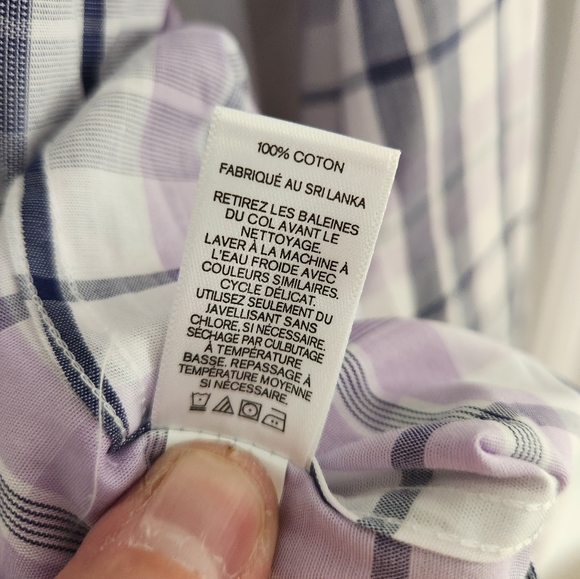 100% COTON
FABRIQUÉ AU SRI LANKA
RETIREZ LES BALEINES
DU COL AVANT LE
NETTOYAGE.
LAVER À LA MACHINE À
L'EAU FROIDE AVEC
COULEURS SIMILAIRES.
CYCLE DÉLICAT.
UTILISEZ SEULEMENT DU
JAVELLISANT SANS
CHLORE, SI NÉCESSAIRE.
SÉCHAGE PAR CULBUTAGE
À TEMPÉRATURE
BASSE. REPASSAGE À
TEMPÉRATURE MOYENNE
SI NÉCESSAIRE.